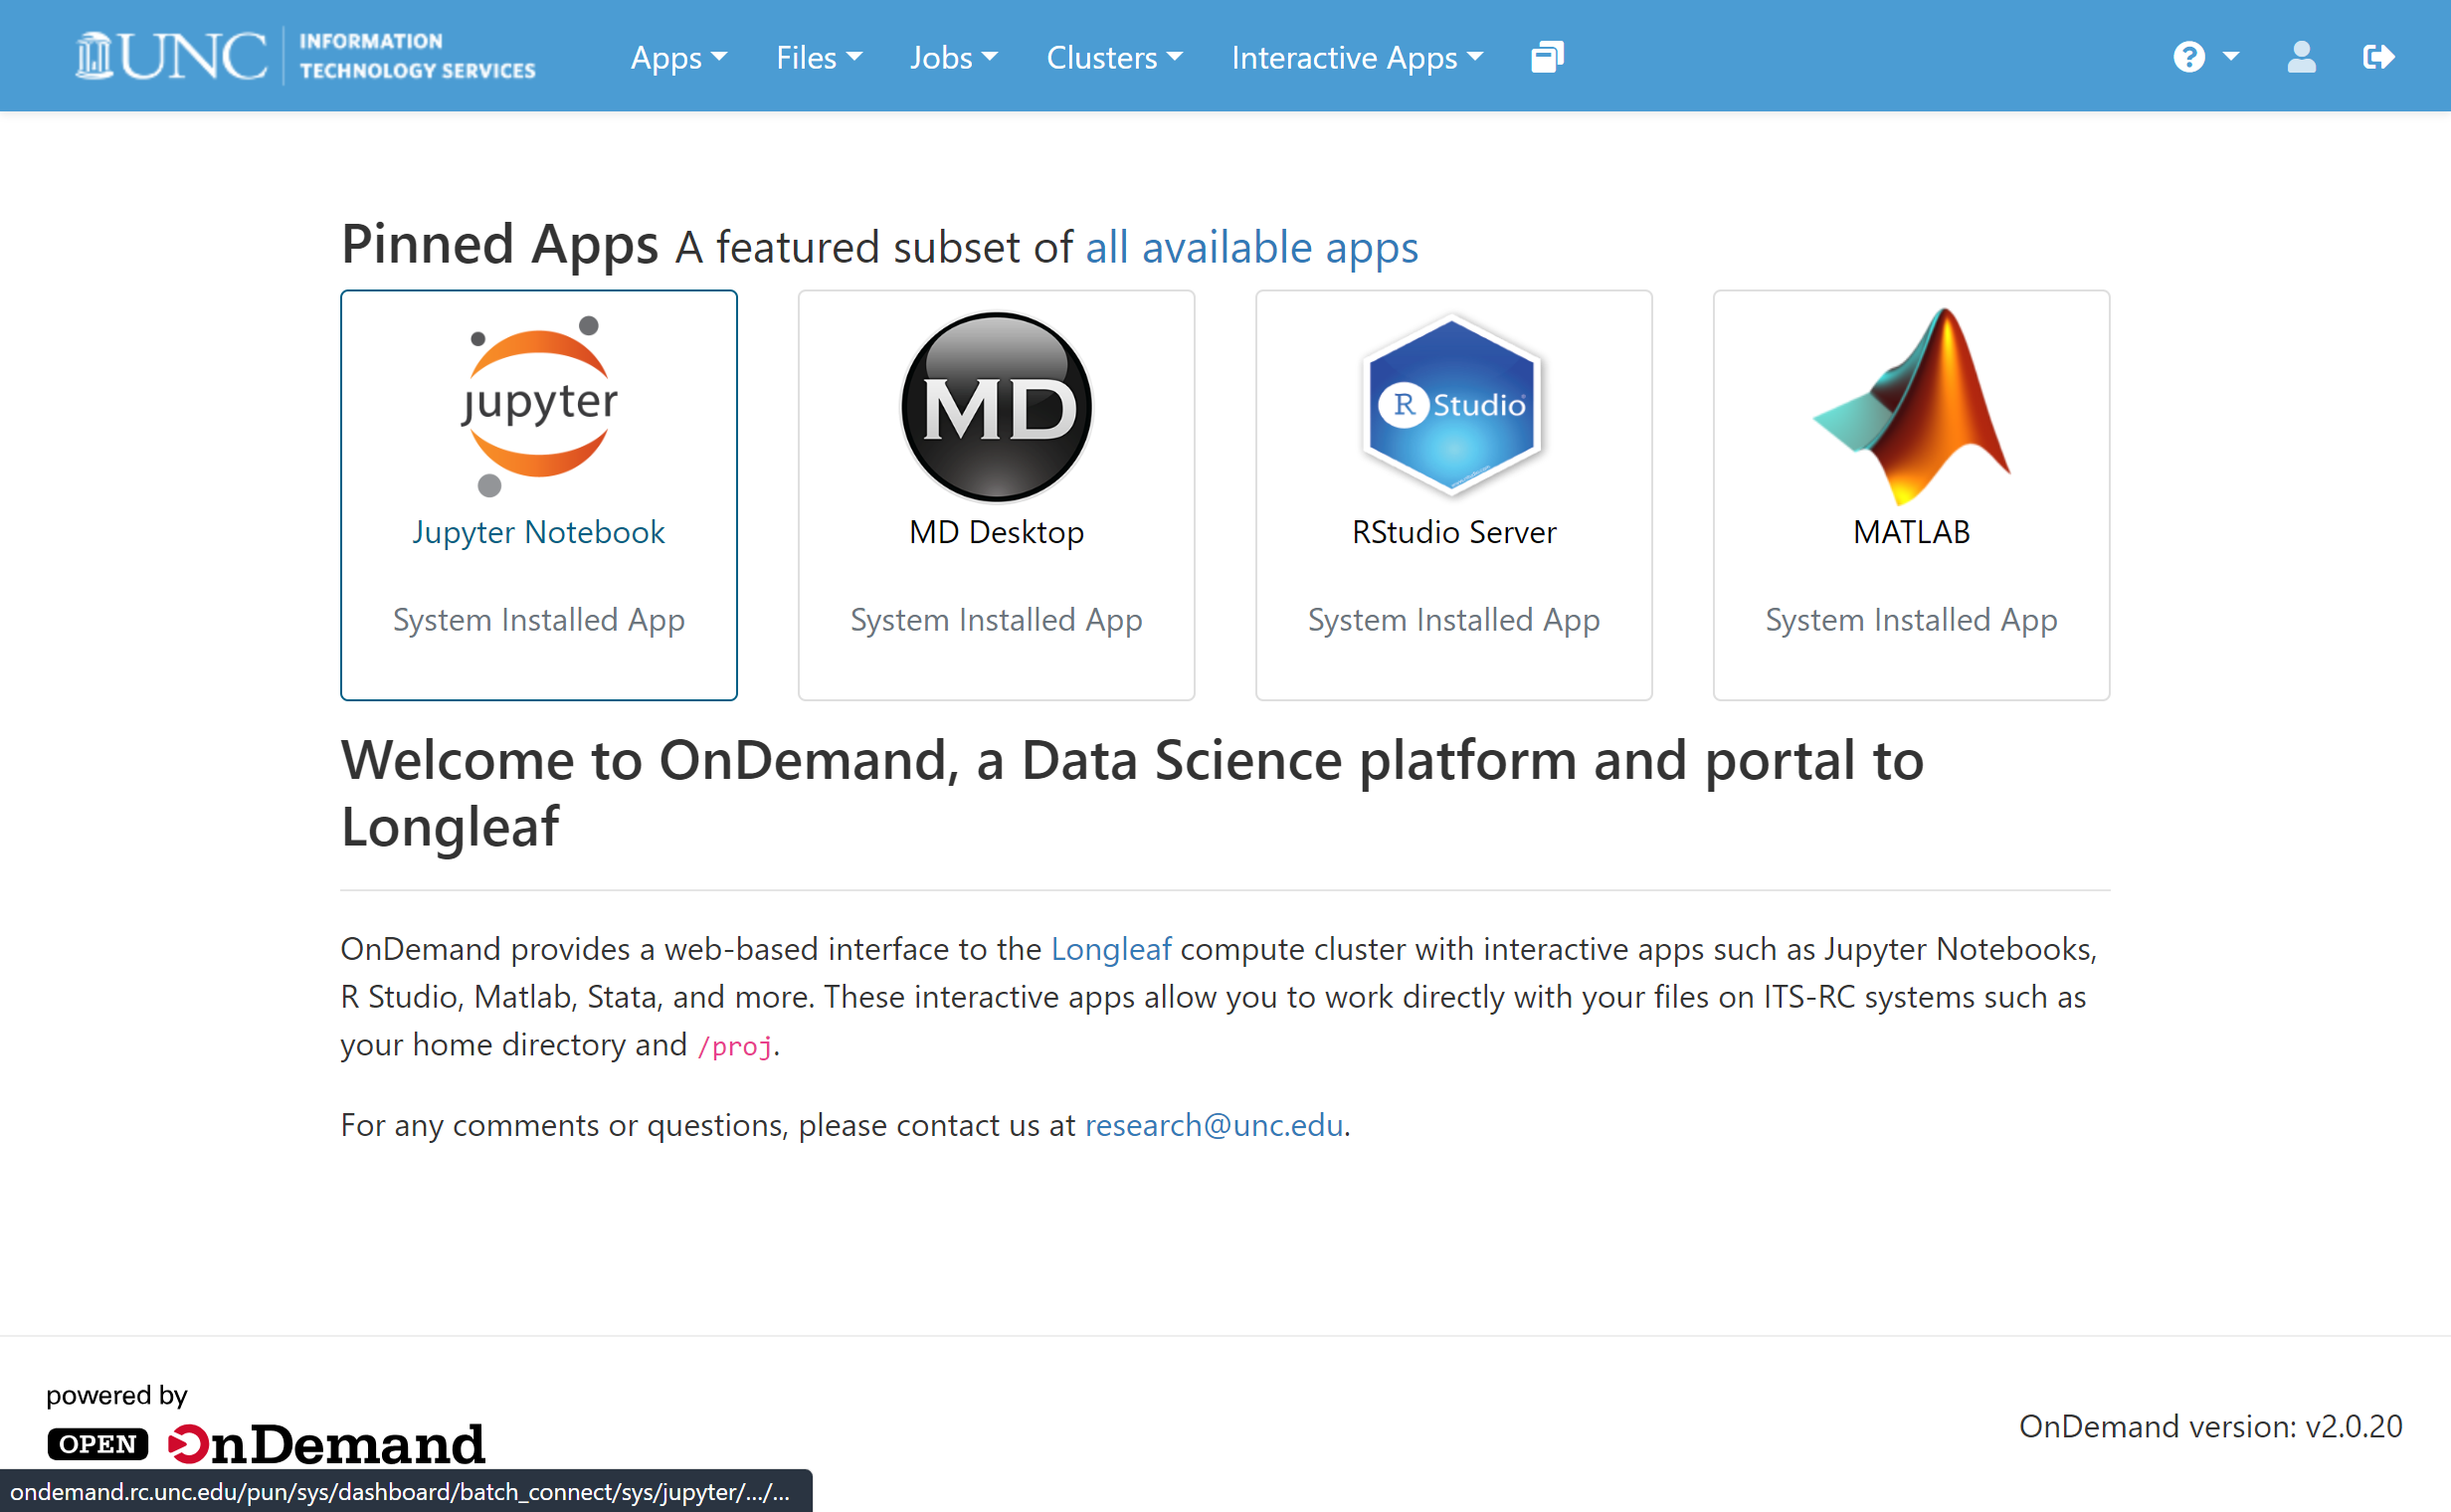 UNC INFORMATION
TECHNOLOGY SERVICES
Apps Files Jobs Clusters Interactive Apps
?
Pinned Apps A featured subset of all available apps
jupyter
MD
R Studio
Jupyter Notebook
MD Desktop
RStudio Server
MATLAB
System Installed App
System Installed App
System Installed App
System Installed App
Welcome to OnDemand, a Data Science platform and portal to
Longleaf
OnDemand provides a web-based interface to the Longleaf compute cluster with interactive apps such as Jupyter Notebooks,
R Studio, Matlab, Stata, and more. These interactive apps allow you to work directly with your files on ITS-RC systems such as
your home directory and /proj.
For any comments or questions, please contact us at research@unc.edu.
powered by
OPEN OnDemand
OnDemand version: v2.0.20
ondemand.rc.unc.edu/pun/sys/dashboard/batch_connect/sys/jupyter/.../...